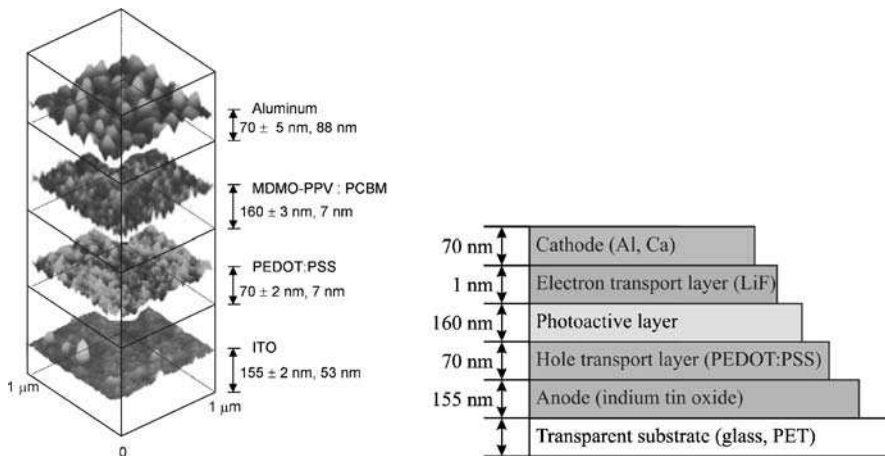 Aluminum
70 ± 5 nm, 88 nm
MDMO-PPV : PCBM
160 ± 3 nm, 7 nm
PEDOT:PSS
70 ± 2 nm, 7 nm
ITO
155 ± 2 nm, 53 nm
1 μm
1 μm
0
70 nm Cathode (Al, Ca)
1 nm Electron transport layer (LiF)
160 nm Photoactive layer
70 nm Hole transport layer (PEDOT:PSS)
155 nm Anode (indium tin oxide)
Transparent substrate (glass, PET)